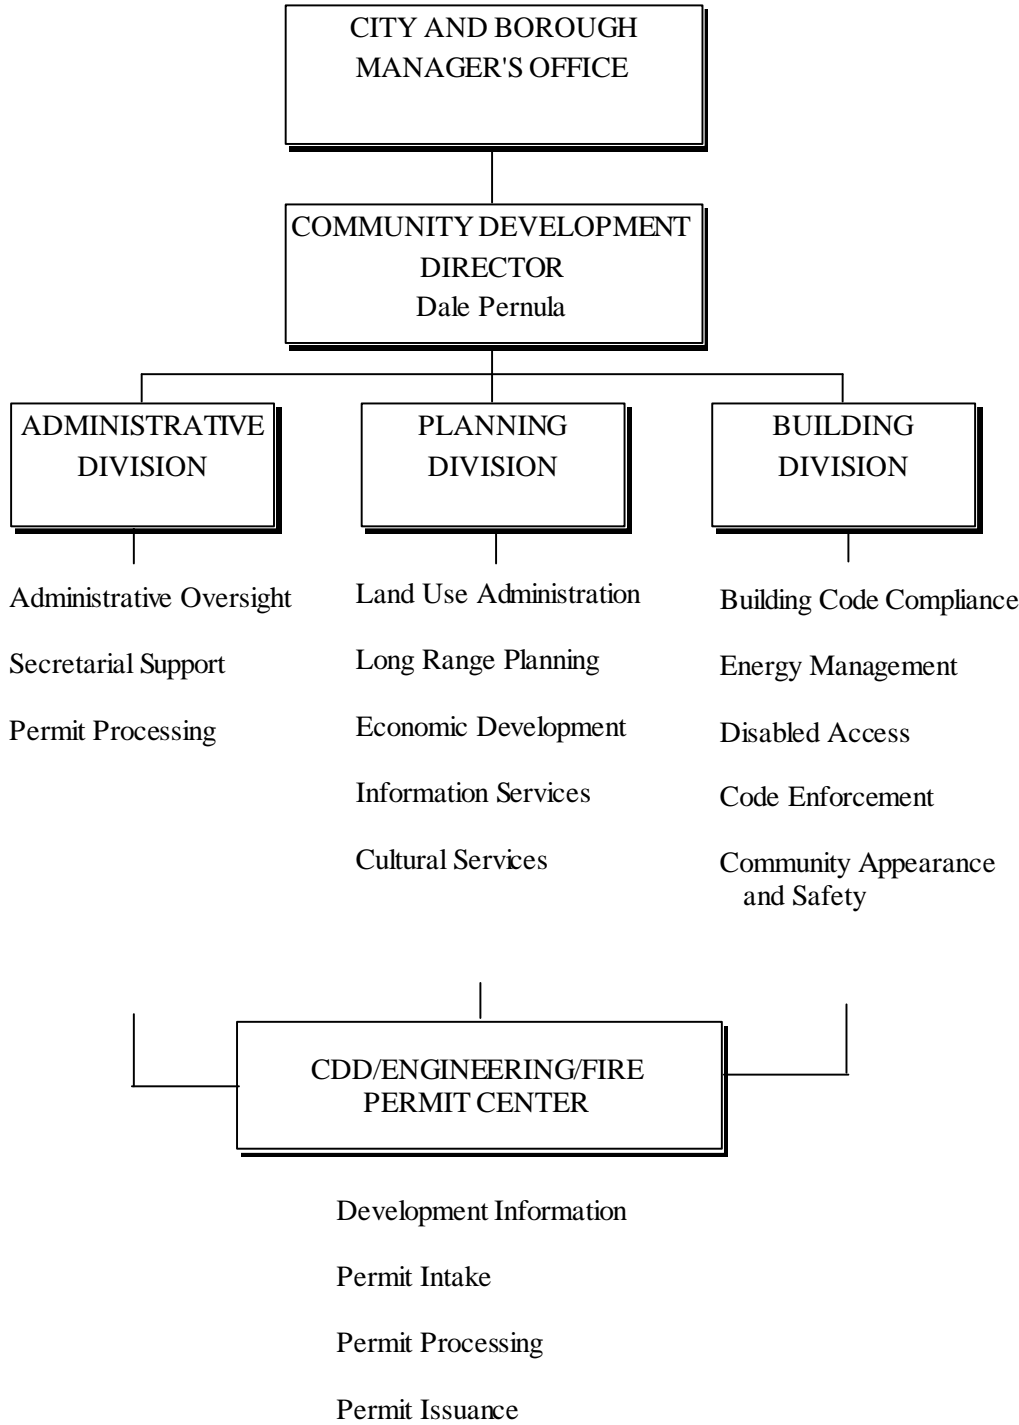 CITY AND BOROUGH
MANAGER'S OFFICE
COMMUNITY DEVELOPMENT
DIRECTOR
Dale Pernula
ADMINISTRATIVE
DIVISION
Administrative Oversight
Secretarial Support
Permit Processing
PLANNING
DIVISION
Land Use Administration
Long Range Planning
Economic Development
Information Services
Cultural Services
BUILDING
DIVISION
Building Code Compliance
Energy Management
Disabled Access
Code Enforcement
Community Appearance
and Safety
CDD/ENGINEERING/FIRE
PERMIT CENTER
Development Information
Permit Intake
Permit Processing
Permit Issuance